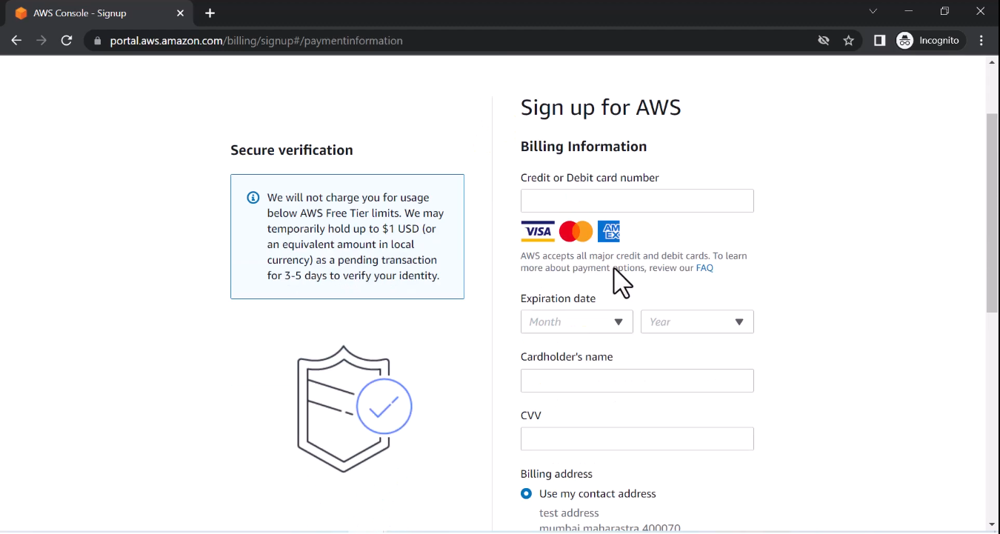 AWS Console - Signup
portal.aws.amazon.com/billing/signup#/paymentinformation
Incognito
Secure verification
We will not charge you for usage
below AWS Free Tier limits. We may
temporarily hold up to $1 USD (or
an equivalent amount in local
currency) as a pending transaction
for 3-5 days to verify your identity.
Sign up for AWS
Billing Information
Credit or Debit card number
VISA
AM
EX
AWS accepts all major credit and debit cards. To learn
more about payment options, review our FAQ
Expiration date
Month
Year
Cardholder's name
CVV
Billing address
Use my contact address
test address
mumbai maharastra 400070